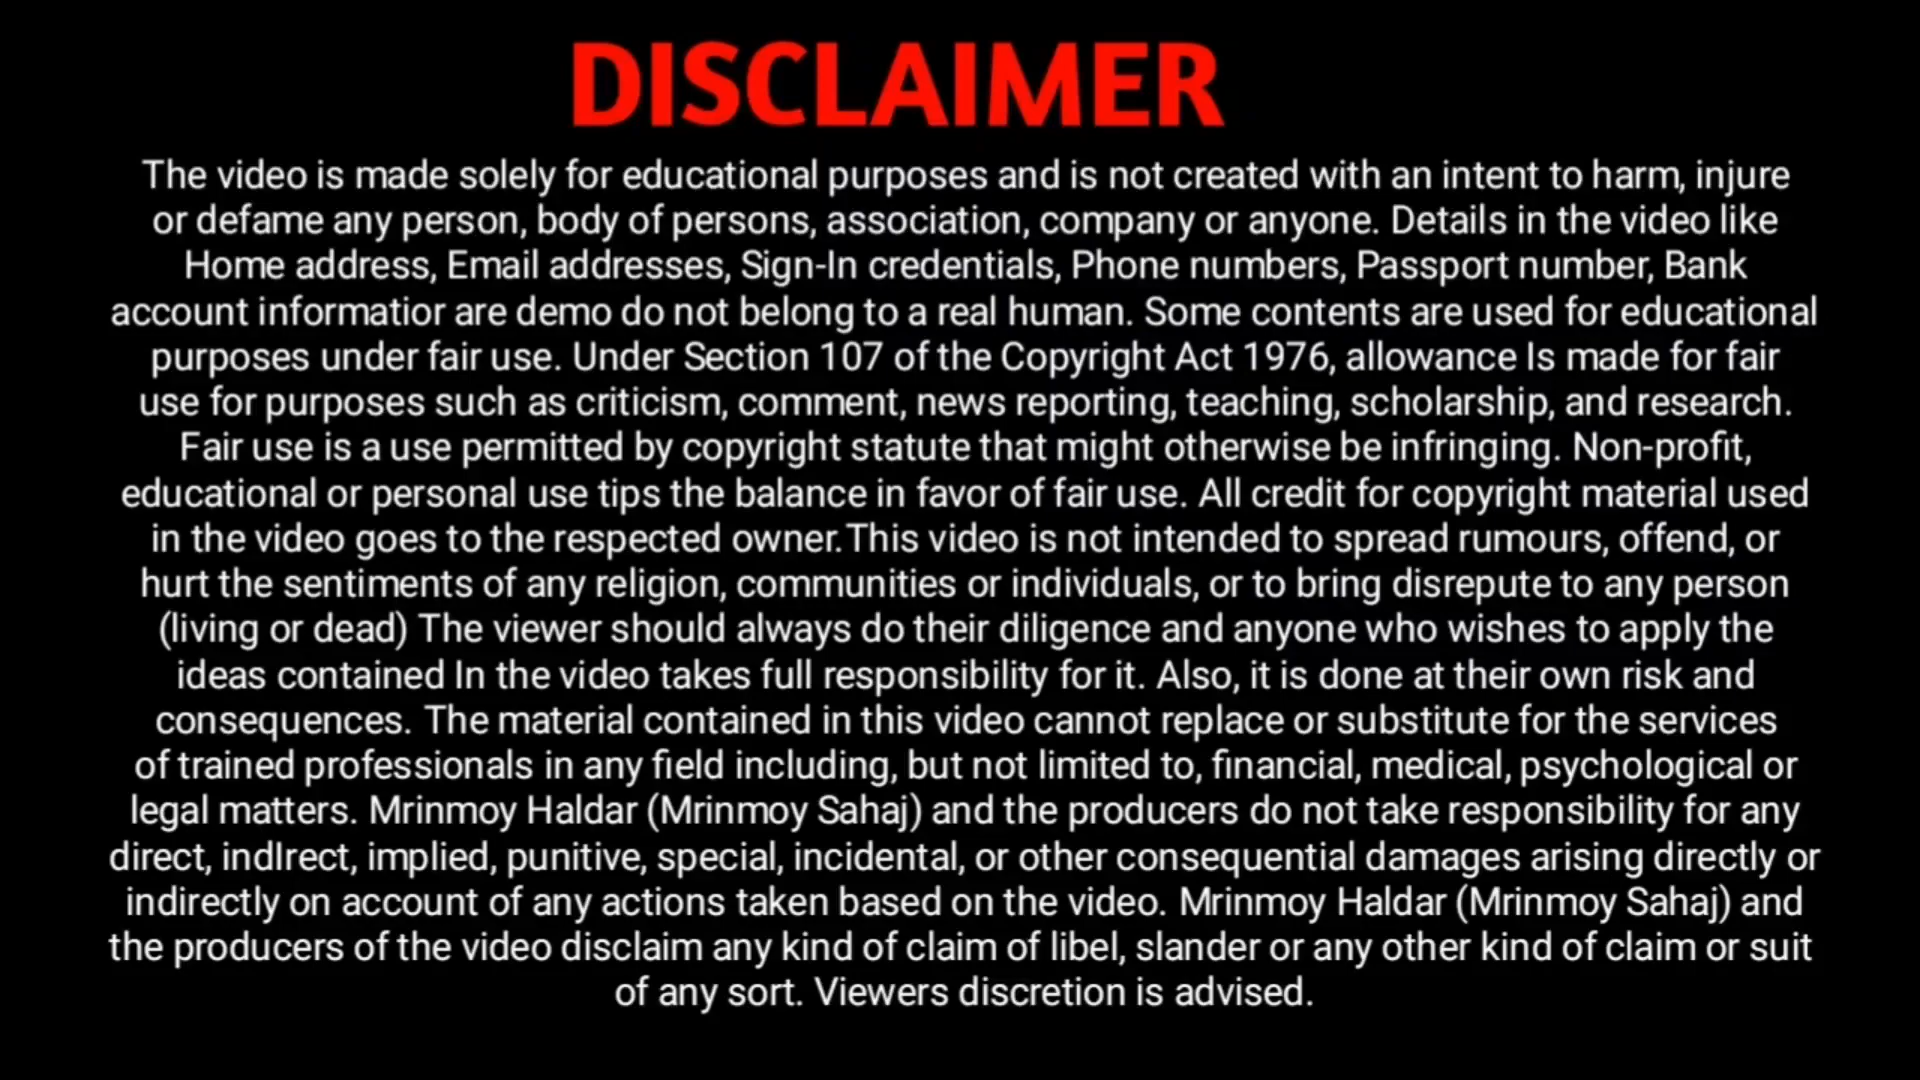 DISCLAIMER
The video is made solely for educational purposes and is not created with an intent to harm, injure
or defame any person, body of persons, association, company or anyone. Details in the video like
Home address, Email addresses, Sign-In credentials, Phone numbers, Passport number, Bank
account informatior are demo do not belong to a real human. Some contents are used for educational
purposes under fair use. Under Section 107 of the Copyright Act 1976, allowance Is made for fair
use for purposes such as criticism, comment, news reporting, teaching, scholarship, and research.
Fair use is a use permitted by copyright statute that might otherwise be infringing. Non-profit,
educational or personal use tips the balance in favor of fair use. All credit for copyright material used
in the video goes to the respected owner.This video is not intended to spread rumours, offend, or
hurt the sentiments of any religion, communities or individuals, or to bring disrepute to any person
(living or dead) The viewer should always do their diligence and anyone who wishes to apply the
ideas contained In the video takes full responsibility for it. Also, it is done at their own risk and
consequences. The material contained in this video cannot replace or substitute for the services
of trained professionals in any field including, but not limited to, financial, medical, psychological or
legal matters. Mrinmoy Haldar (Mrinmoy Sahaj) and the producers do not take responsibility for any
direct, indIrect, implied, punitive, special, incidental, or other consequential damages arising directly or
indirectly on account of any actions taken based on the video. Mrinmoy Haldar (Mrinmoy Sahaj) and
the producers of the video disclaim any kind of claim of libel, slander or any other kind of claim or suit
of any sort. Viewers discretion is advised.